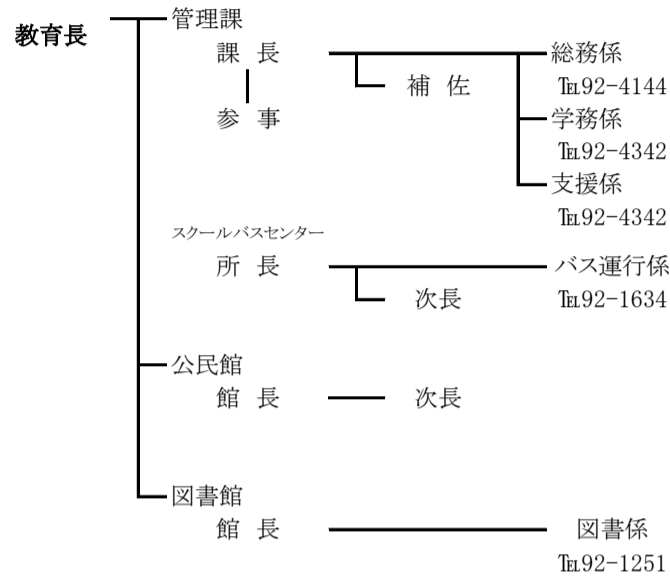 教育長
管理課
課 長
総務係
補 佐
℡92-4144
参 事
学務係
℡92-4342
支援係
℡92-4342
スクールバスセンター
所 長
バス運行係
次長
℡92-1634
公民館
館 長
次長
図書館
館 長
図書係
℡92-1251